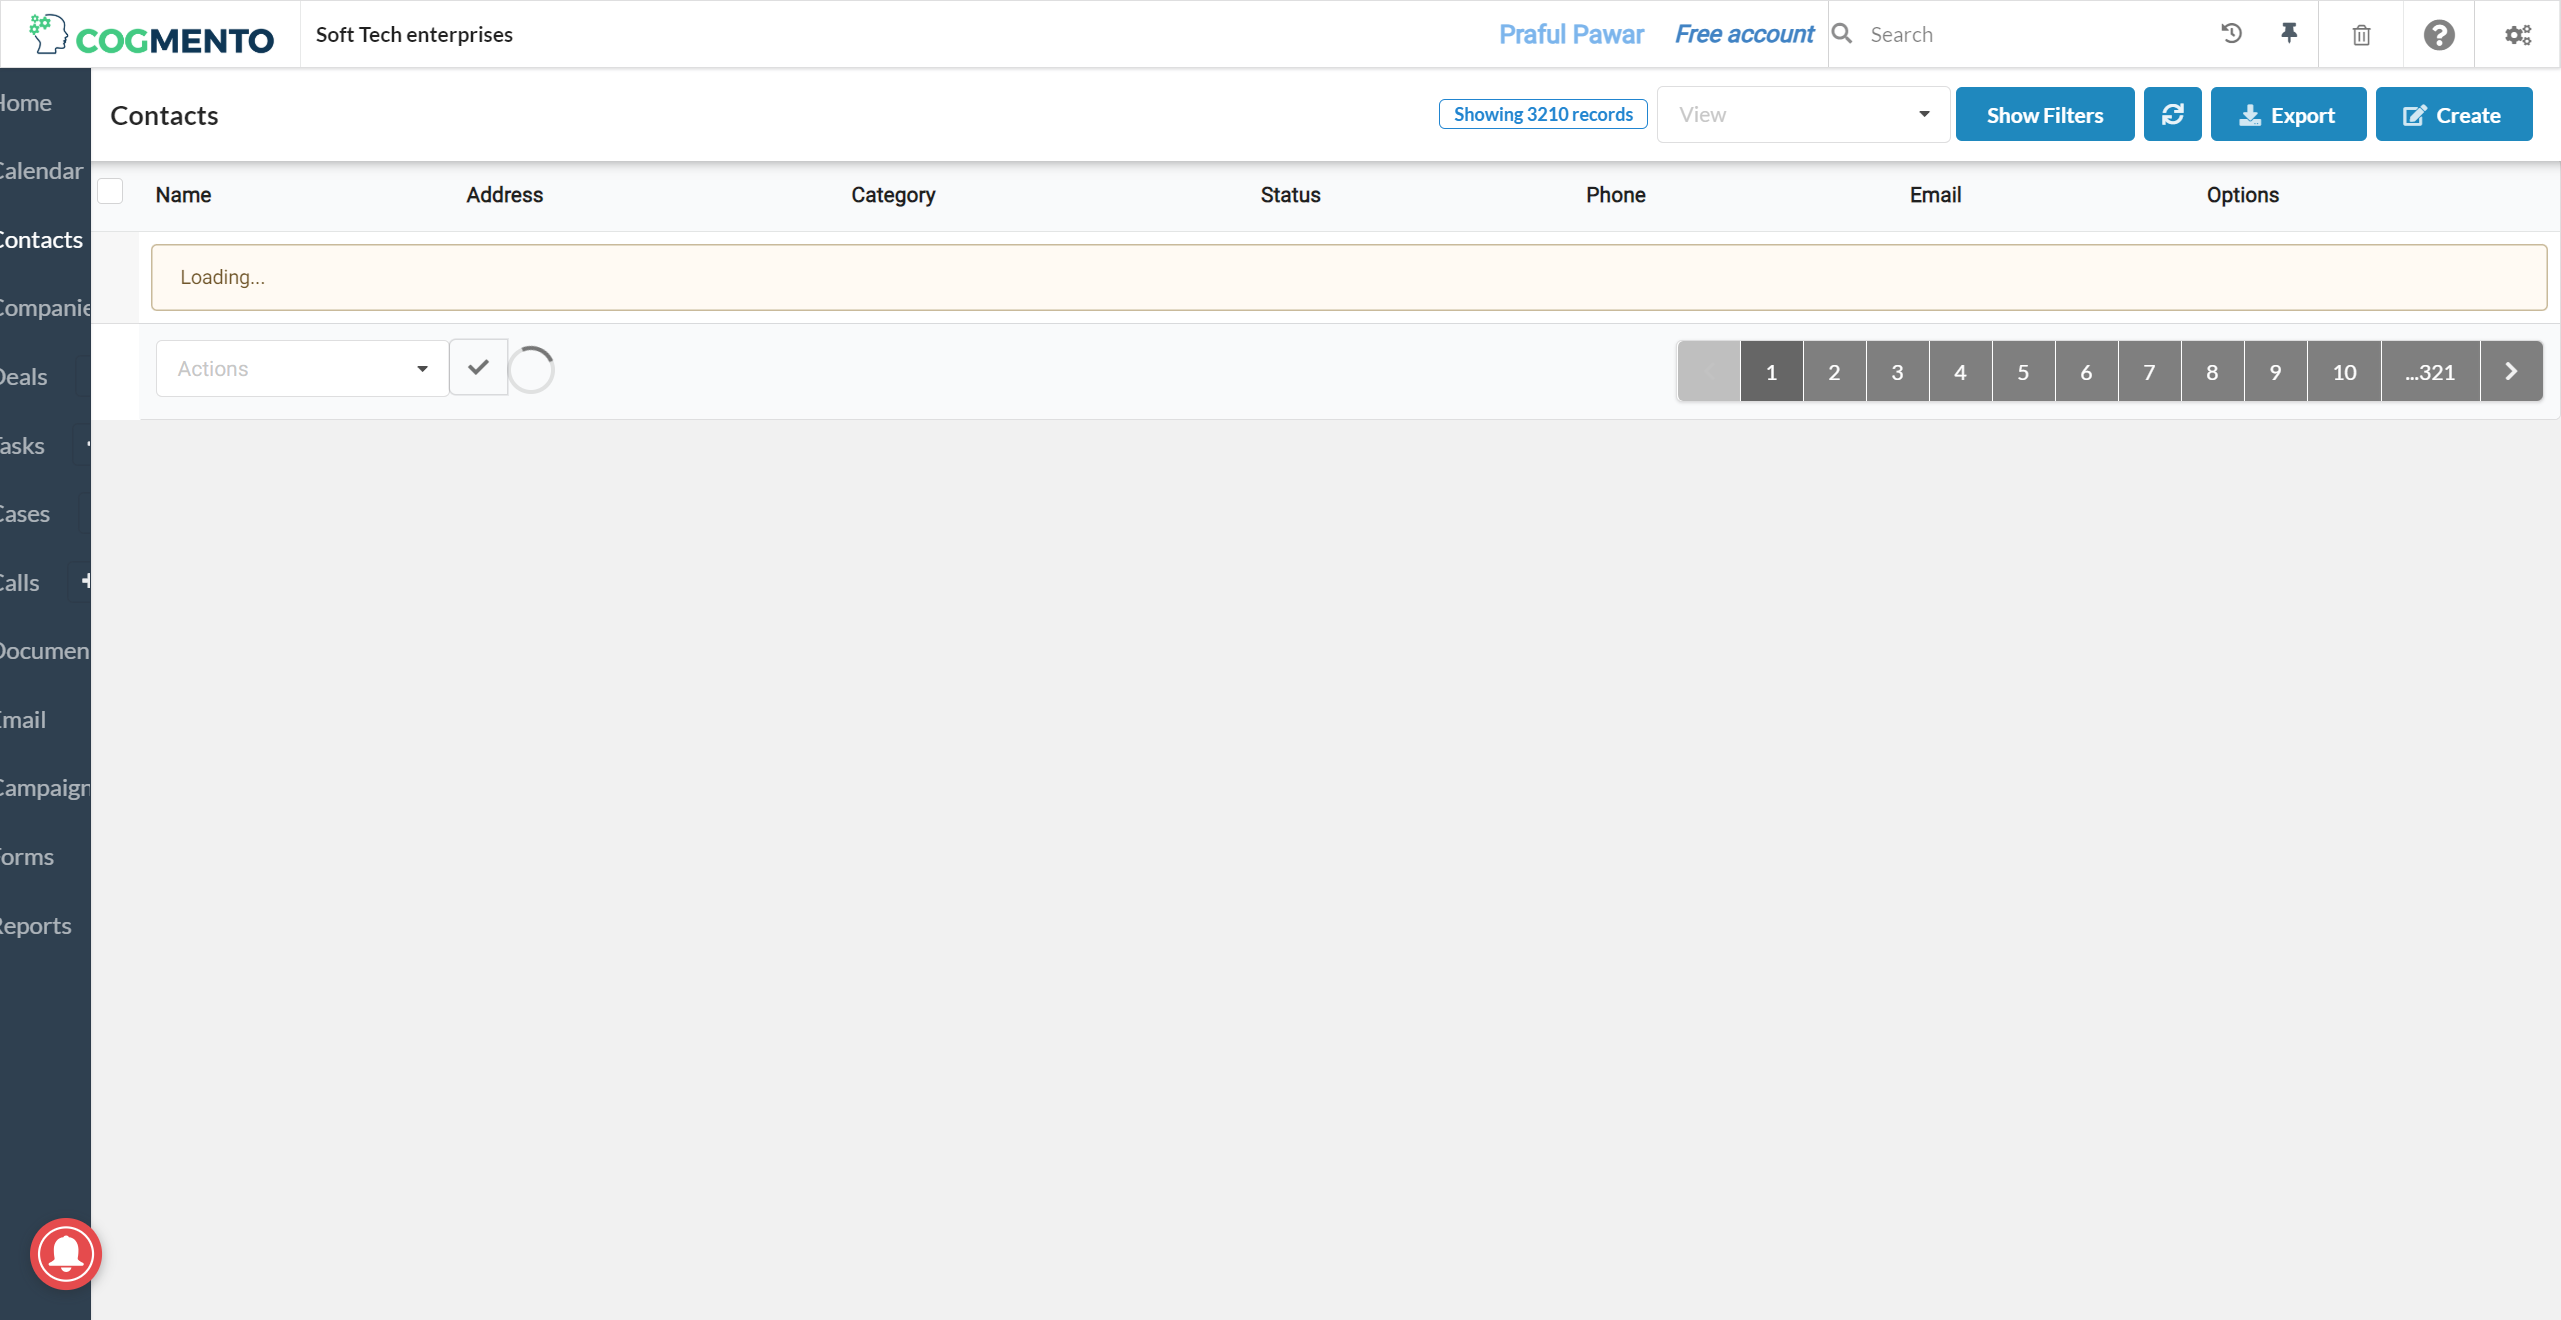 COGMENTO
Soft Tech enterprises
Praful Pawar
Free account
Search
Home
Calendar
Contacts
Companie
Deals
Tasks
Cases
Calls
Documen
Email
Campaign
Forms
Reports
Contacts
Showing 3210 records
View
Show Filters
Export
Create
Name
Address
Category
Status
Phone
Email
Options
Loading...
Actions
1
2
3
4
5
6
7
8
9
10
...321